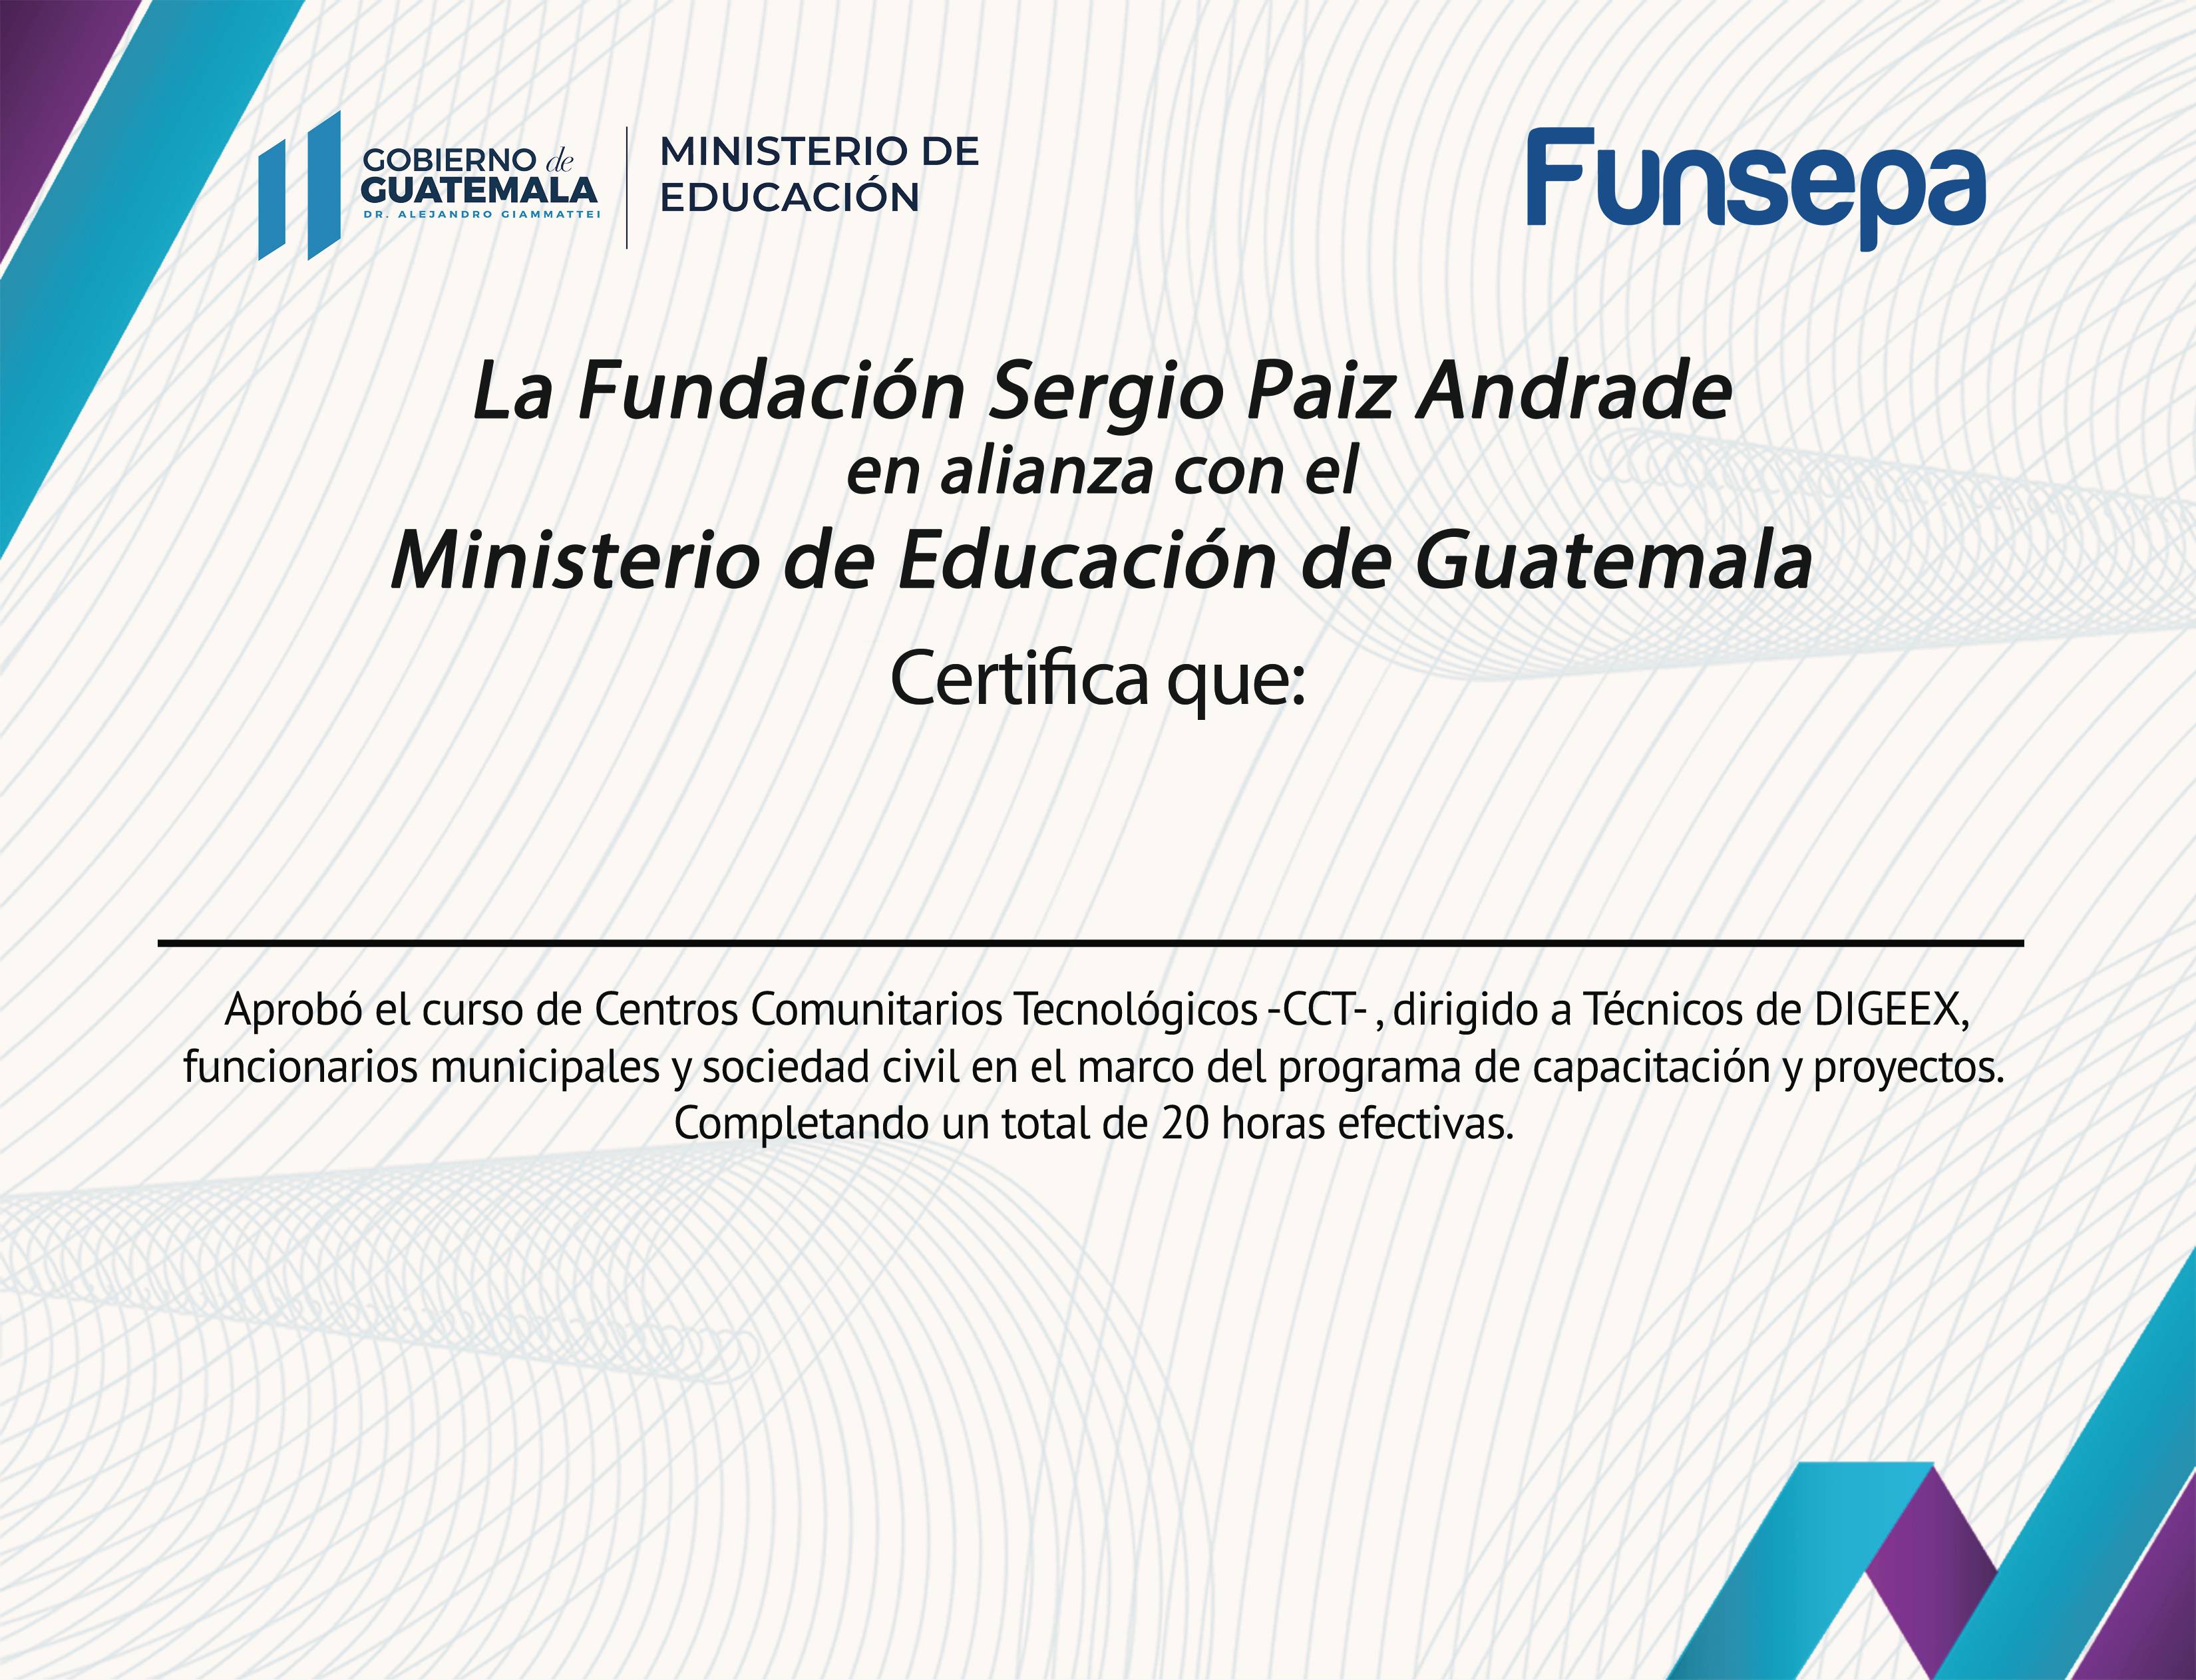 GOBIERNO de
GUATEMALA
DR. ALEJANDRO GIAMMATTEI
MINISTERIO DE
EDUCACIÓN
Funsepa
La Fundación Sergio Paiz Andrade
en alianza con el
Ministerio de Educación de Guatemala
Certifica que:
Aprobó el curso de Centros Comunitarios Tecnológicos -CCT- , dirigido a Técnicos de DIGEEX,
funcionarios municipales y sociedad civil en el marco del programa de capacitación y proyectos.
Completando un total de 20 horas efectivas.